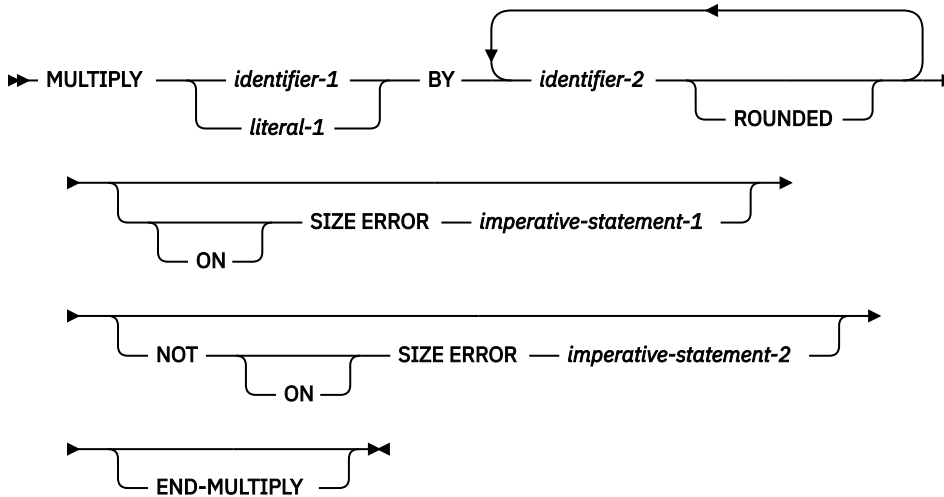 MULTIPLY identifier-1 BY identifier-2
literal-1 ROUNDED
SIZE ERROR imperative-statement-1
ON
NOT SIZE ERROR imperative-statement-2
ON
END-MULTIPLY